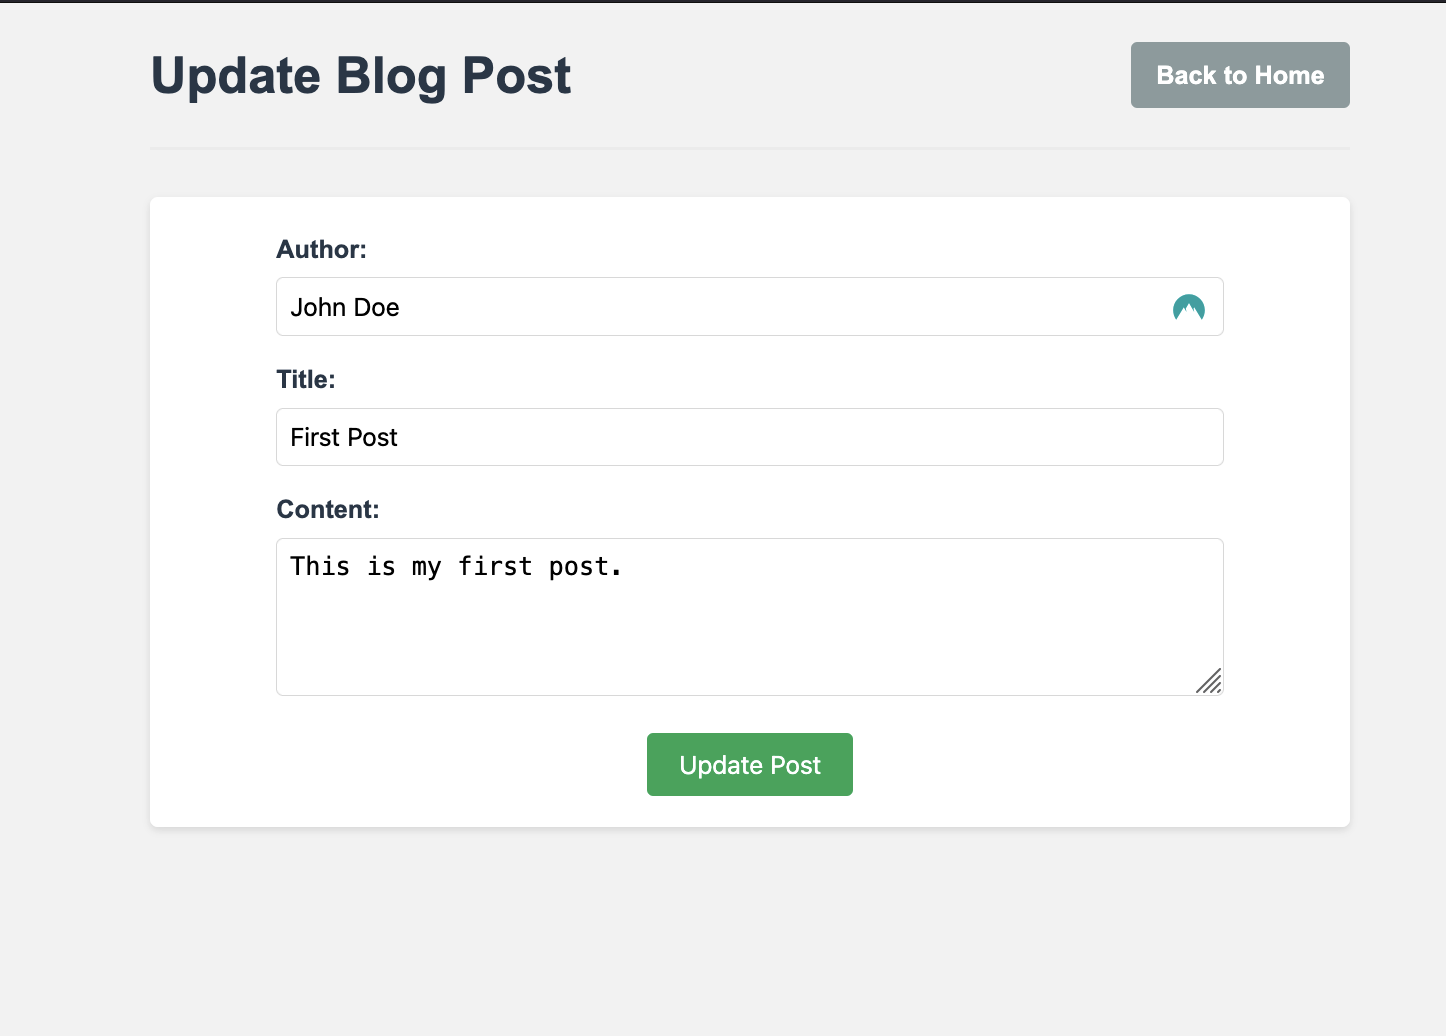 Update Blog Post
Back to Home
Author:
John Doe
Title:
First Post
Content:
This is my first post.
Update Post